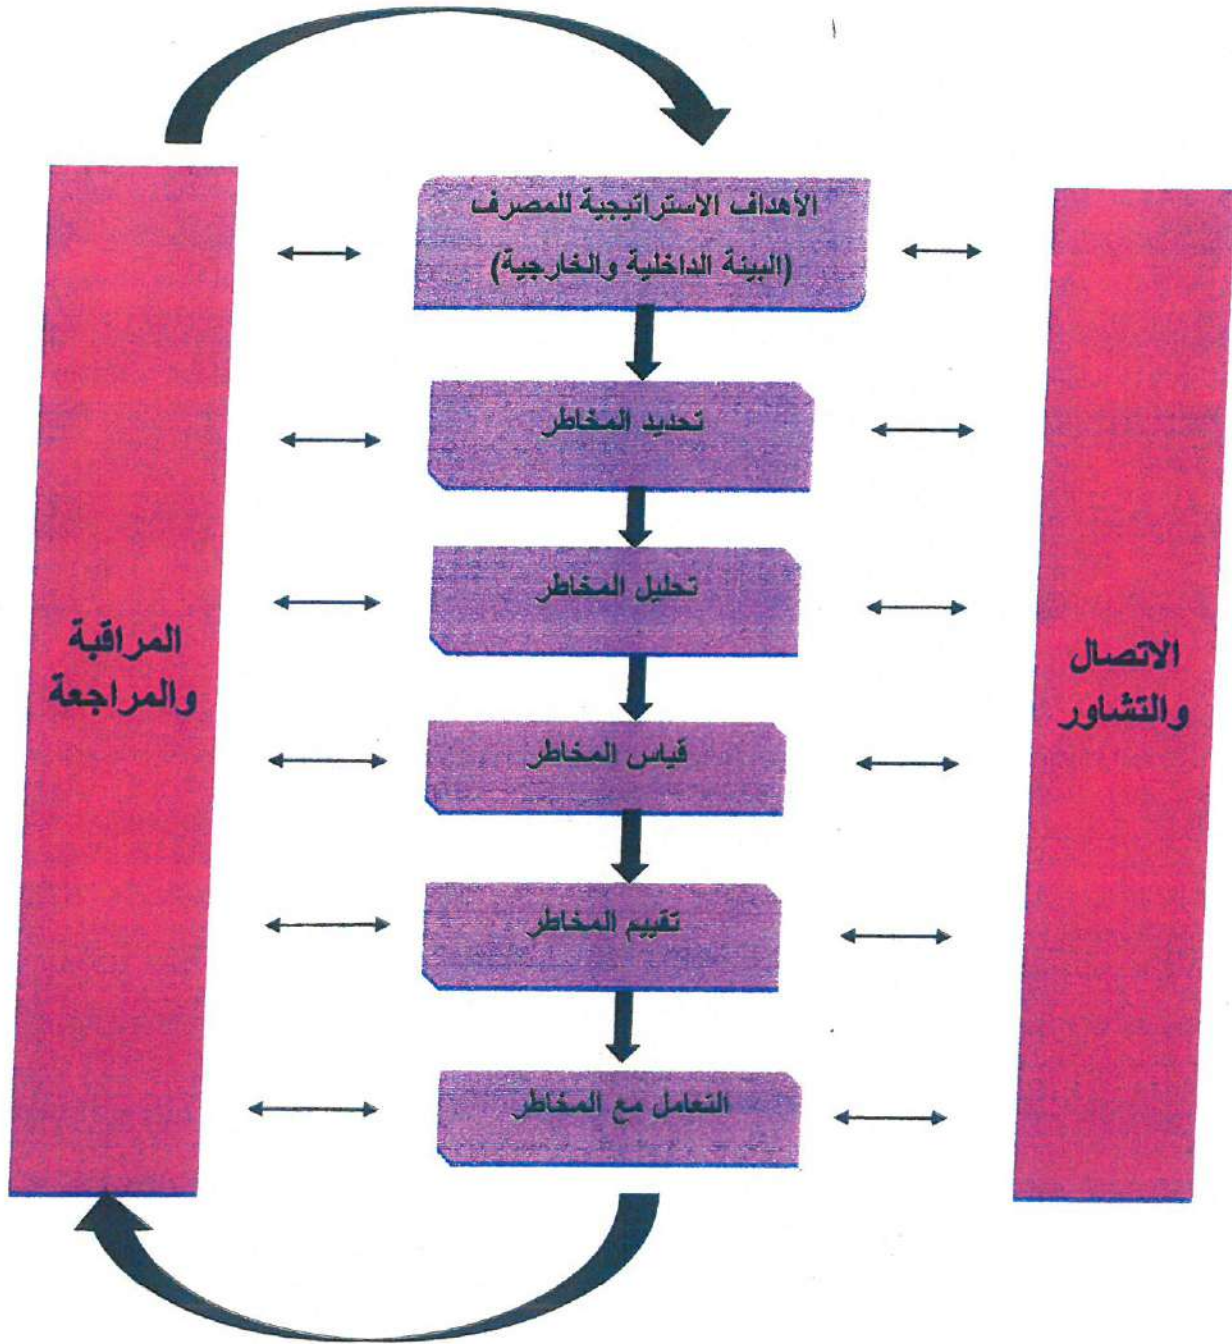 الأهداف الاستراتيجية للمصرف
(البيئة الداخلية والخارجية)
تحديد المخاطر
تحليل المخاطر
قياس المخاطر
تقييم المخاطر
التعامل مع المخاطر
المراقبة
والمراجعة
الاتصال
والتشاور